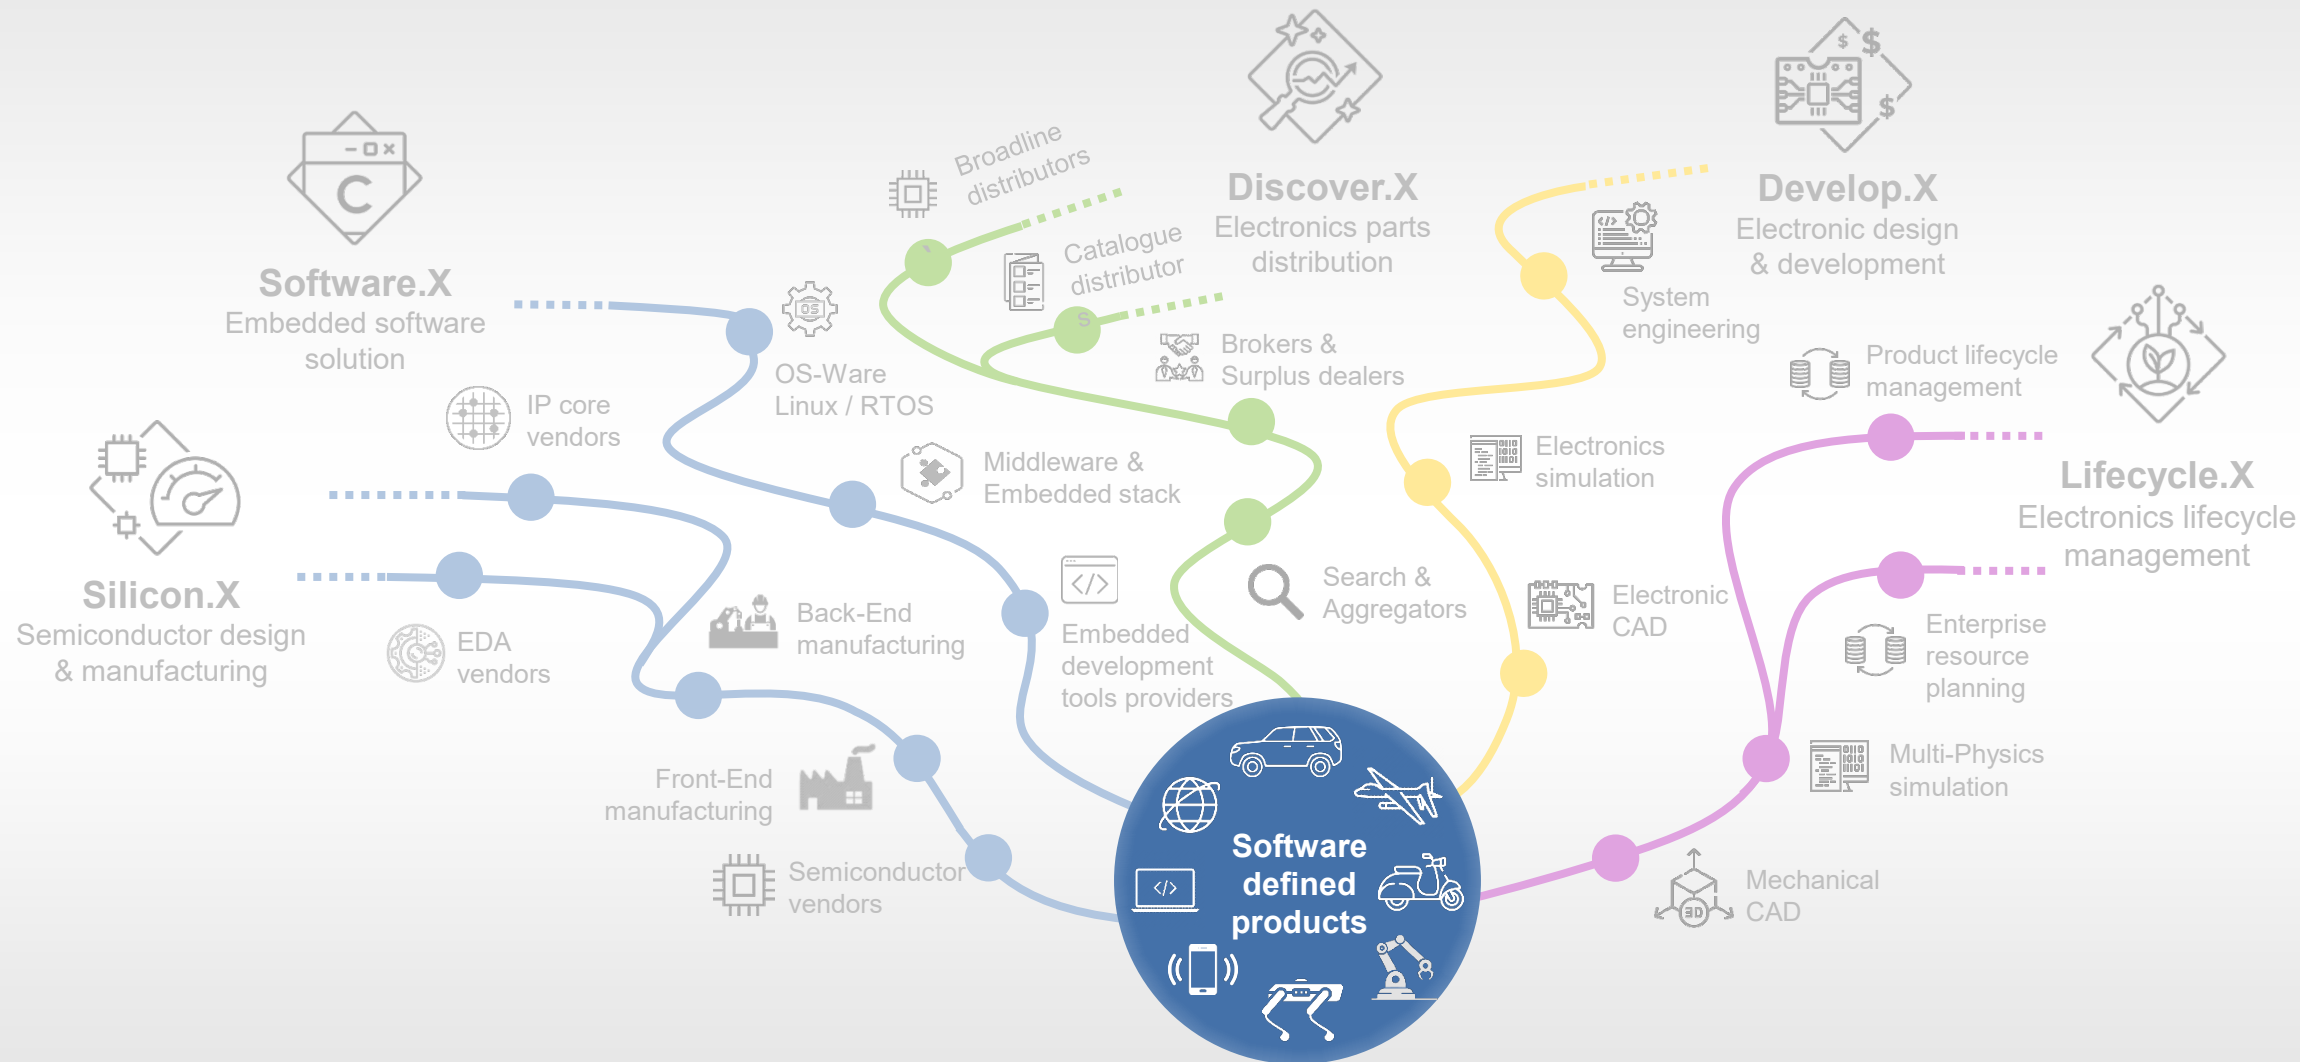 Software.X
Embedded software
solution
Silicon.X
Semiconductor design
& manufacturing
IP core
vendors
EDA
vendors
Back-End
manufacturing
Front-End
manufacturing
Semiconductor
vendors
OS
OS-Ware
Linux / RTOS
Middleware &
Embedded stack
</>
Embedded
development
tools providers
Broadline
distributors
Catalogue
distributor
s
Discover.X
Electronics parts
distribution
Brokers &
Surplus dealers
Search &
Aggregators
Develop.X
Electronic design
& development
System
engineering
Electronics
simulation
Electronic
CAD
Product lifecycle
management
Lifecycle.X
Electronics lifecycle
management
Enterprise
resource
planning
Multi-Physics
simulation
3D
Mechanical
CAD
Software
defined
products
</>